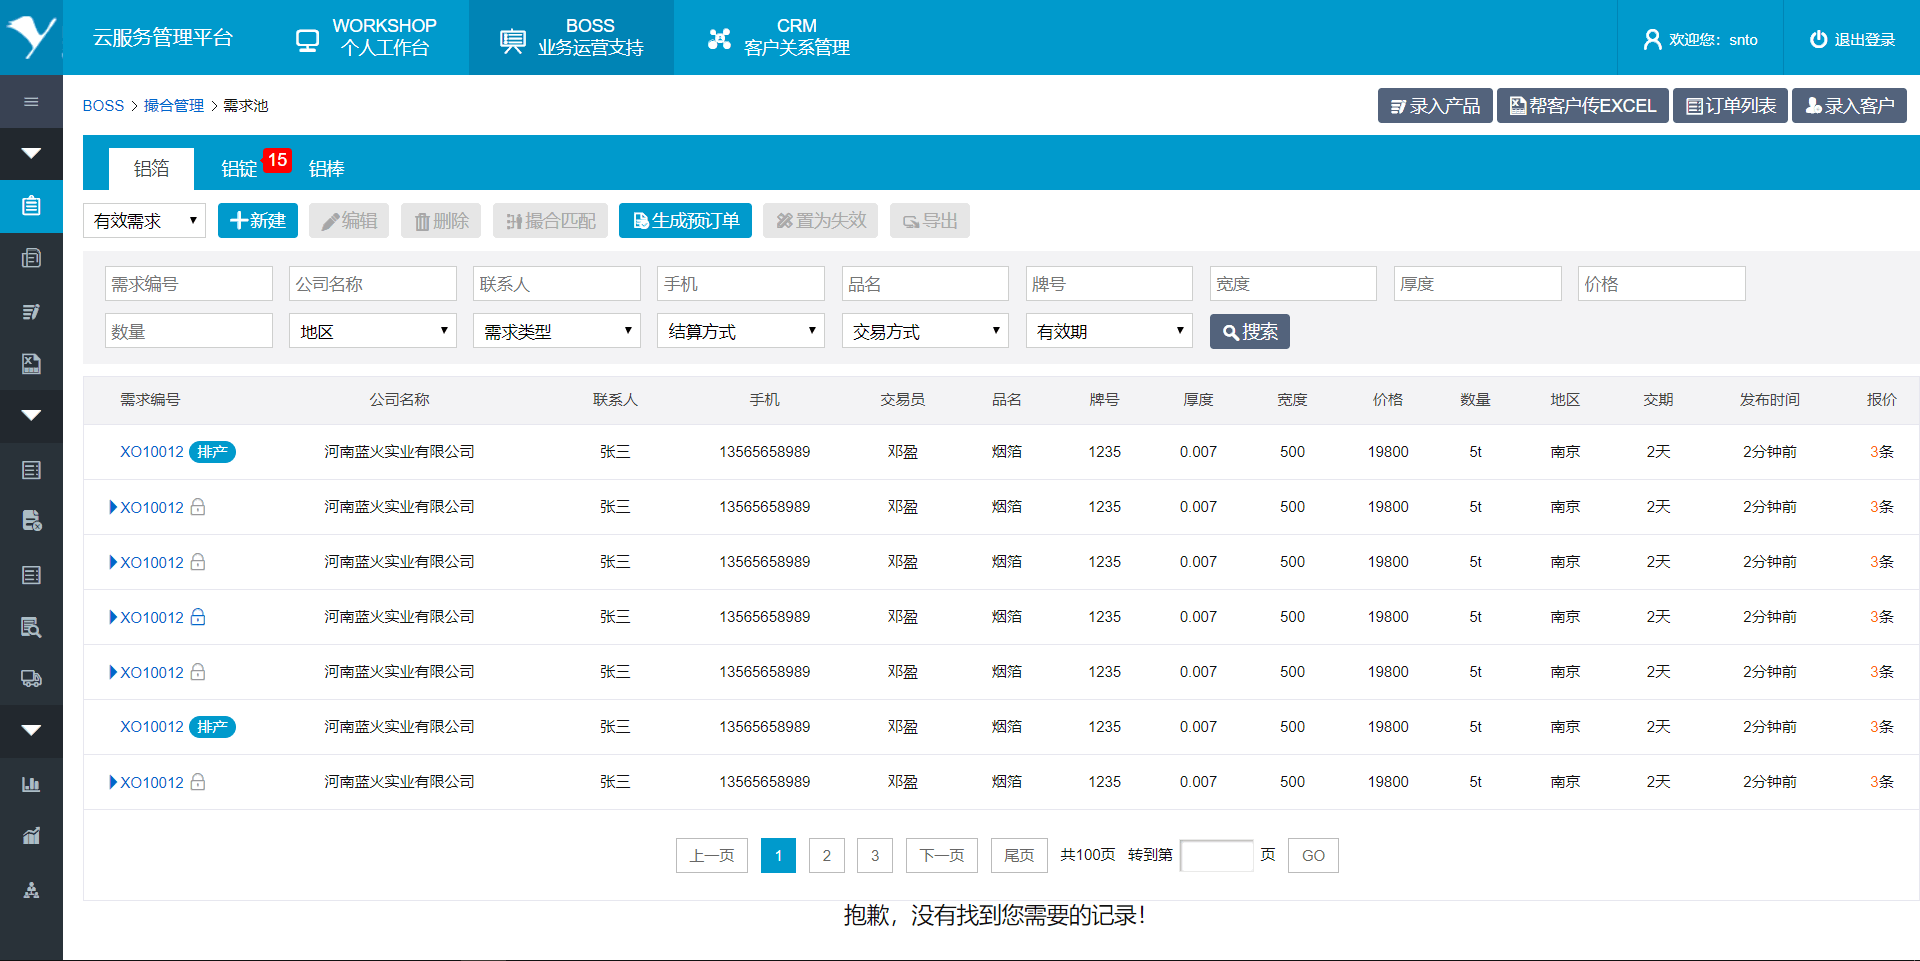 云服务管理平台
WORKSHOP
个人工作台
BOSS
业务运营支持
CRM
客户关系管理
欢迎您：snto
退出登录
BOSS > 撮合管理 > 需求池
录入产品
帮客户传EXCEL
订单列表
录入客户
铝箔
铝锭 15
铝棒
有效需求
新建
编辑
删除
撮合匹配
生成预订单
置为失效
导出
需求编号 公司名称 联系人 手机 品名 牌号 宽度 厚度 价格
数量 地区 需求类型 结算方式 交易方式 有效期 搜索
需求编号 公司名称 联系人 手机 交易员 品名 牌号 厚度 宽度 价格 数量 地区 交期 发布时间 报价
XO10012 排产 河南蓝火实业有限公司 张三 13565658989 邓盈 烟箔 1235 0.007 500 19800 5t 南京 2天 2分钟前 3条
XO10012 河南蓝火实业有限公司 张三 13565658989 邓盈 烟箔 1235 0.007 500 19800 5t 南京 2天 2分钟前 3条
XO10012 河南蓝火实业有限公司 张三 13565658989 邓盈 烟箔 1235 0.007 500 19800 5t 南京 2天 2分钟前 3条
XO10012 河南蓝火实业有限公司 张三 13565658989 邓盈 烟箔 1235 0.007 500 19800 5t 南京 2天 2分钟前 3条
XO10012 河南蓝火实业有限公司 张三 13565658989 邓盈 烟箔 1235 0.007 500 19800 5t 南京 2天 2分钟前 3条
XO10012 排产 河南蓝火实业有限公司 张三 13565658989 邓盈 烟箔 1235 0.007 500 19800 5t 南京 2天 2分钟前 3条
XO10012 河南蓝火实业有限公司 张三 13565658989 邓盈 烟箔 1235 0.007 500 19800 5t 南京 2天 2分钟前 3条
上一页 1 2 3 下一页 尾页 共100页 转到第 页 GO
抱歉，没有找到您需要的记录！